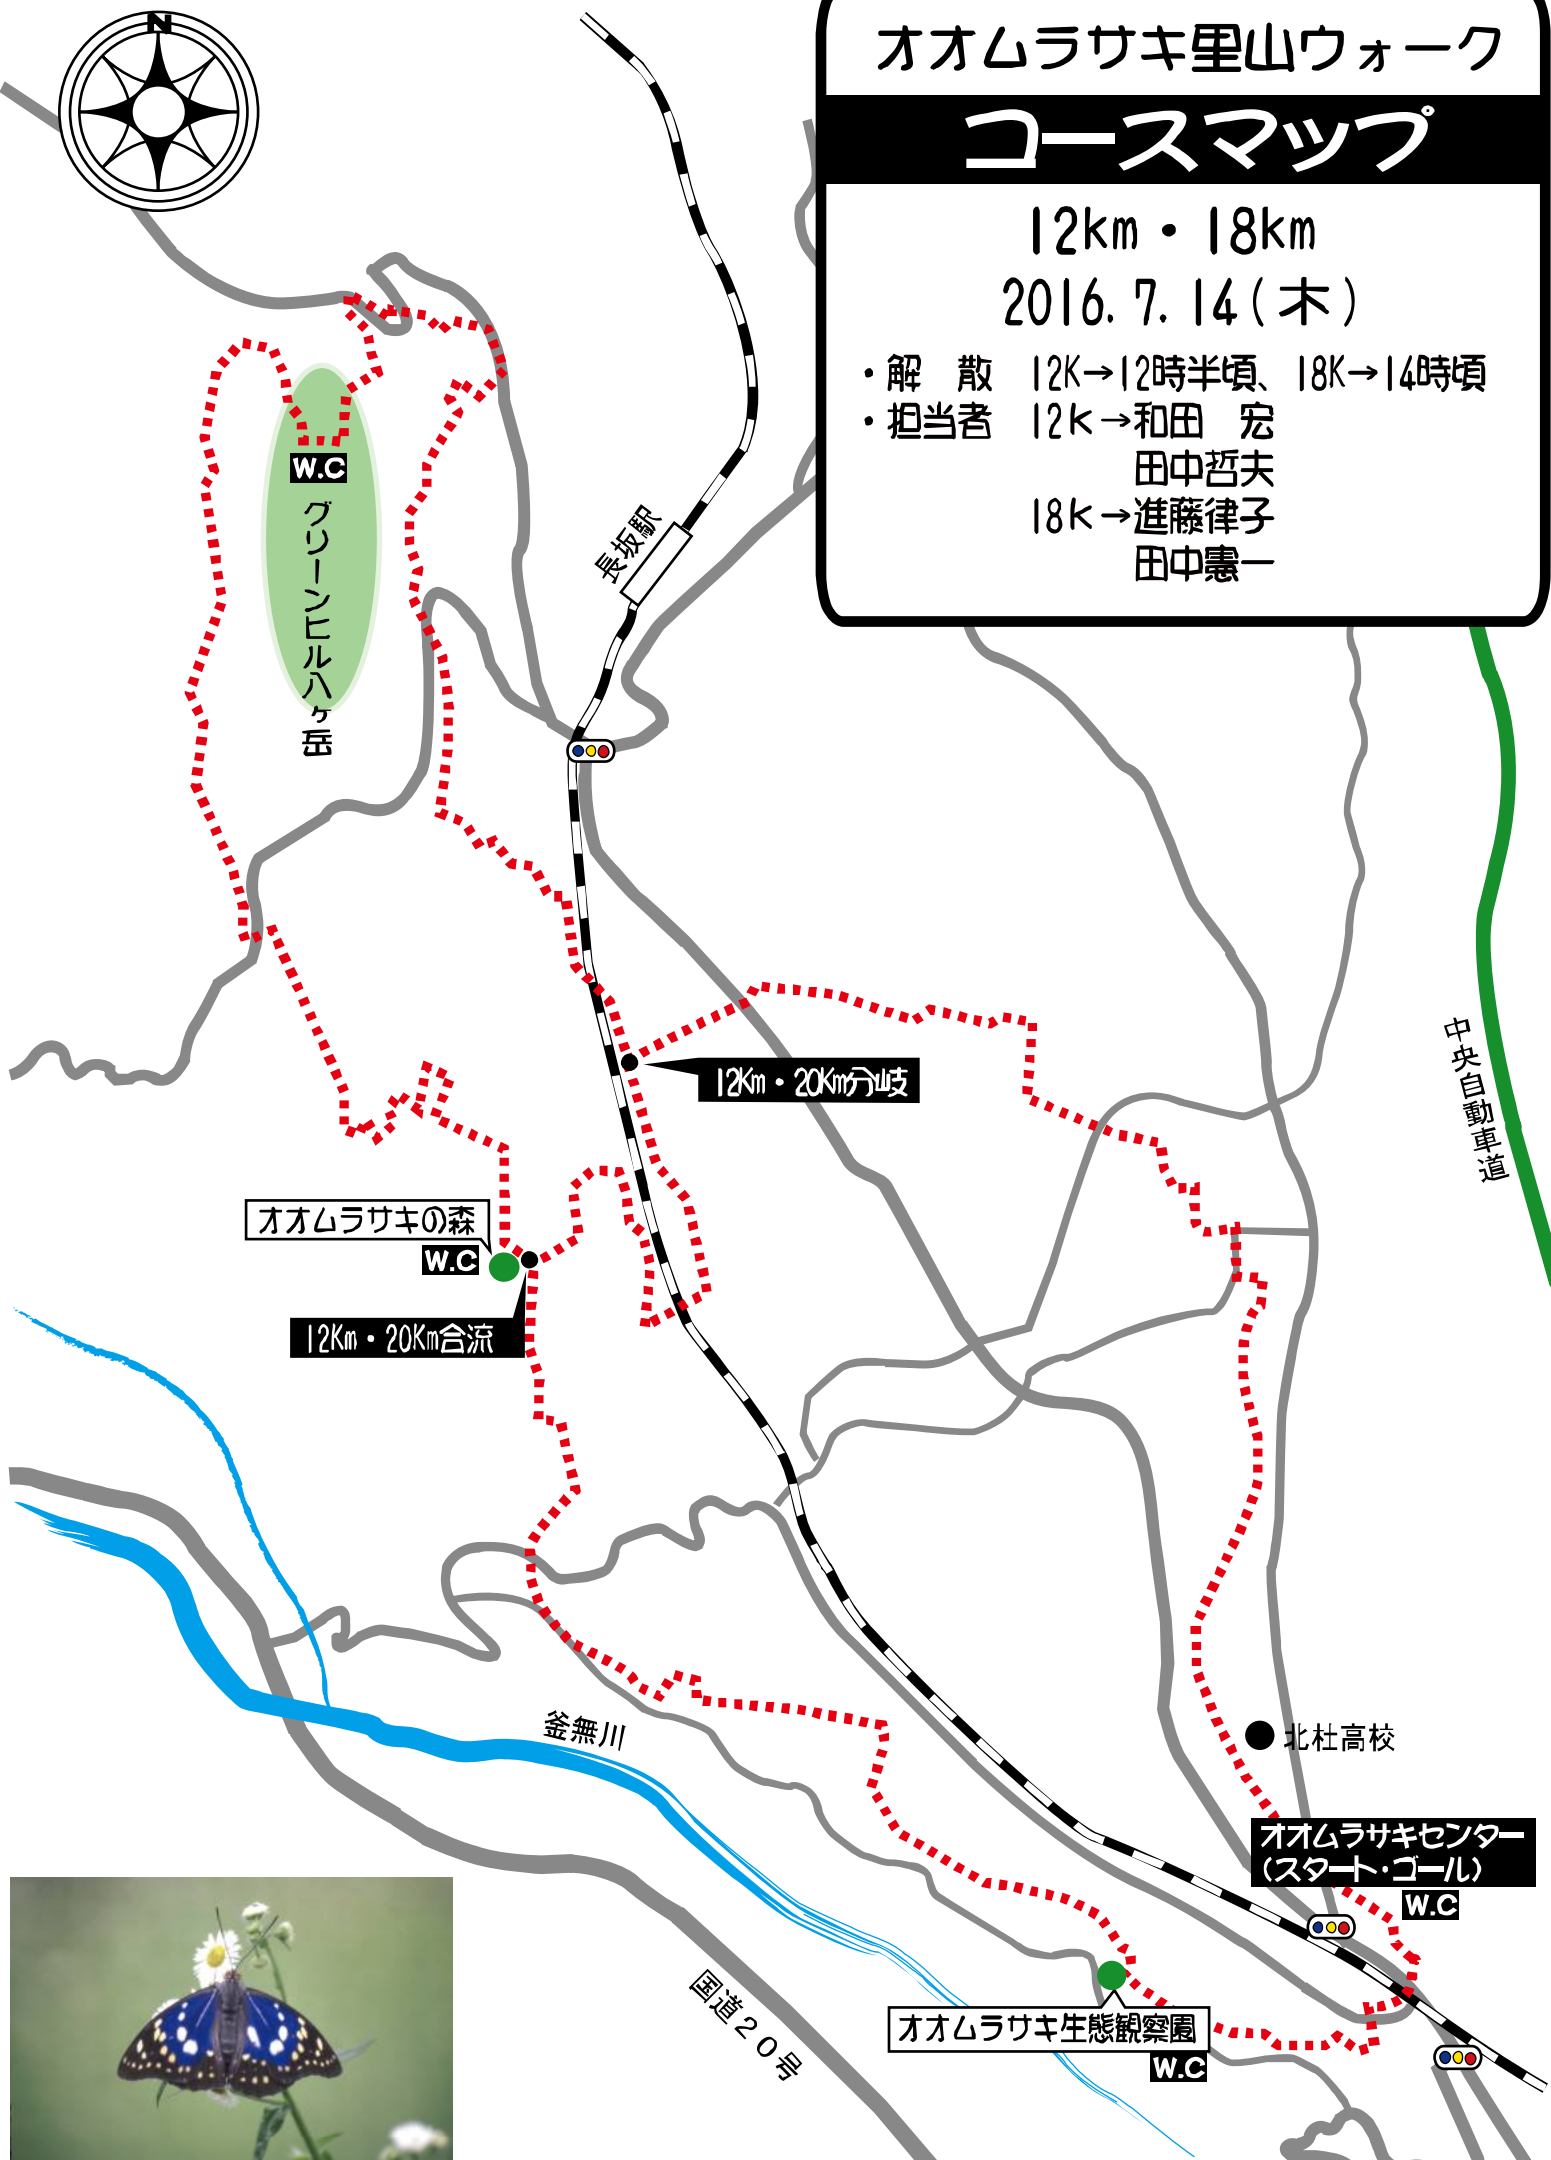 N
オオムラサキ里山ウォーク
コースマップ
12km・18km
2016.7.14(木)
・解　散　12K→12時半頃、18K→14時頃
・担当者　12K→和田　宏
田中哲夫
18K→進藤律子
田中憲一
W.C
グリーンヒル八ヶ岳
長坂駅
中央自動車道
12Km・20Km分岐
オオムラサキの森
W.C
12Km・20Km合流
釜無川
北杜高校
オオムラサキセンター
(スタート・ゴール)
W.C
国道20号
オオムラサキ生態観察園
W.C